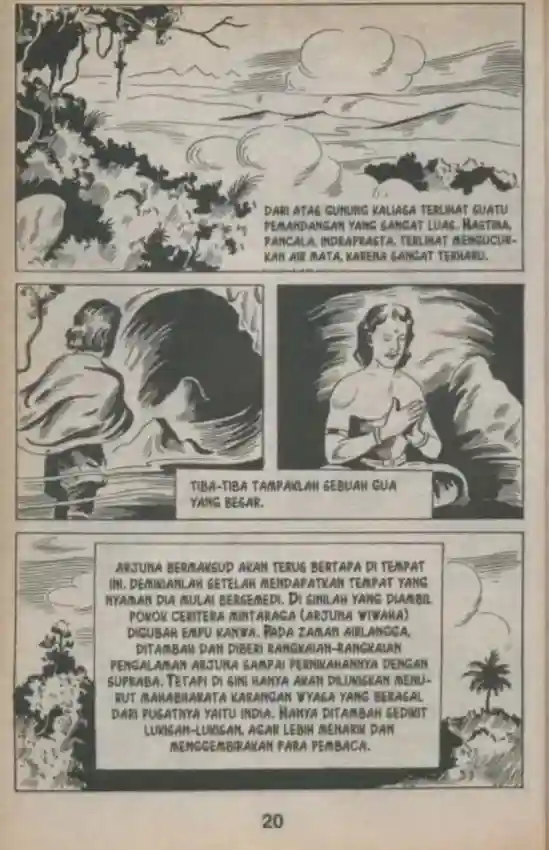 DARI ATAS GUNUNG KALIASA TERLIHAT SUATU
PEMANDANGAN YANG SANGAT LUAS. HASTINA,
PANCALA, INDRAPRASTA, TERLIHAT MENGUCUR-
KAN AIR MATA, KARENA SANGAT TERHARU.
TIBA-TIBA TAMPAKLAH SEBUAH GUA
YANG BESAR.
ARJUNA BERMAKSUD AKAN TERUS BERTAPA DI TEMPAT
INI. DEMIKIANLAH SETELAH MENDAPATKAN TEMPAT YANG
NYAMAN DIA MULAI BERSEMEDI. DI SINILAH YANG DIAMBIL
POKOK CERITERA MINTARAGA (ARJUNA WIWAHA)
DIGUBAH EMPU KANWA. PADA ZAMAN AIRLANGGA,
DITAMBAH DAN DIBERI RANGKAIAN-RANGKAIAN
PENGALAMAN ARJUNA SAMPAI PERNIKAHANNYA DENGAN
SUPRABA. TETAPI DI SINI HANYA AKAN DILUKISKAN MENU-
RUT MAHABHARATA KARANGAN WYASA YANG BERASAL
DARI PUSATNYA YAITU INDIA. HANYA DITAMBAH SEDIKIT
LUKISAN-LUKISAN, AGAR LEBIH MENARIK DAN
MENGGEMBIRAKAN PARA PEMBACA.
20